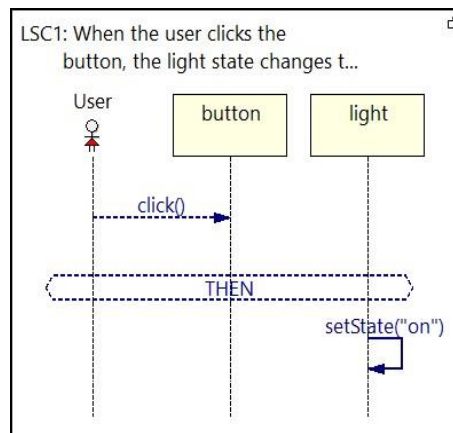 LSC1: When the user clicks the
button, the light state changes t...
User
button
light
click()
THEN
setState("on")